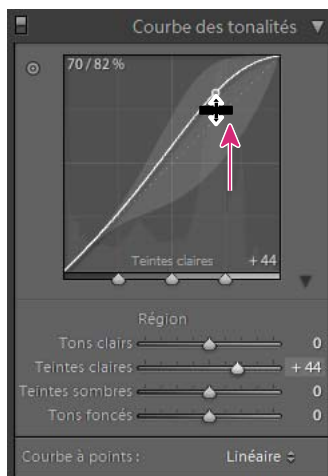 Courbe des tonalités
70 / 82 %
Teintes claires + 44
Région
Tons clairs 0
Teintes claires + 44
Teintes sombres 0
Tons foncés 0
Courbe à points : Linéaire